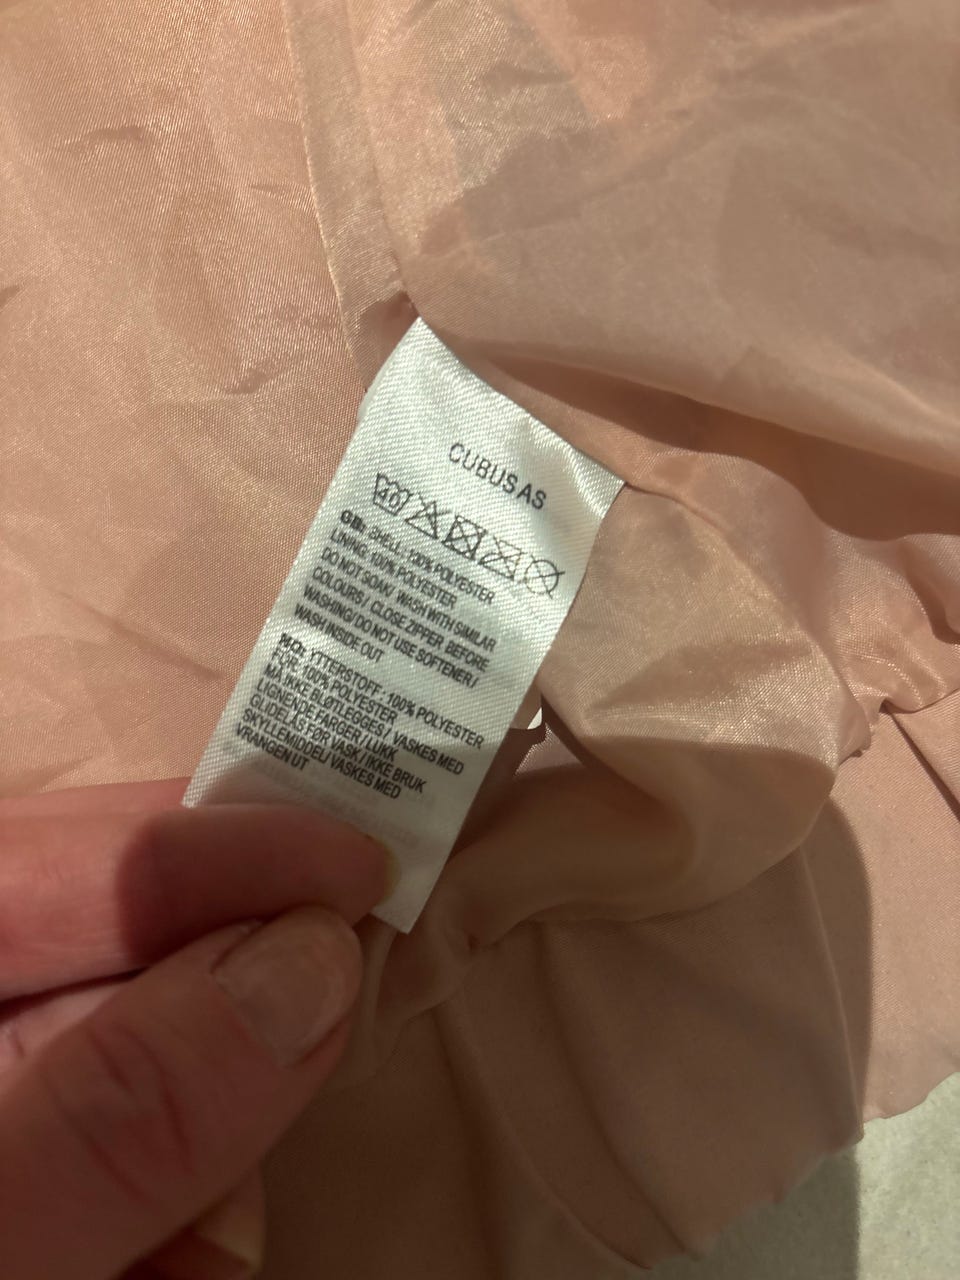 CUBUS AS
40
GB: SHELL: 100% POLYESTER
LINING: 100% POLYESTER
DO NOT SOAK/ WASH WITH SIMILAR
COLOURS / CLOSE ZIPPER BEFORE
WASHING/ DO NOT USE SOFTENER/
WASH INSIDE OUT
NO: YTTERSTOFF : 100% POLYESTER
FOR: 100% POLYESTER
MÅ IKKE BLØTLEGGES / VASKES MED
LIGNENDE FARGER/ LUKK
GLIDELÅS FØR VASK / IKKE BRUK
SKYLLEMIDDEL/ VASKES MED
VRANGEN UT